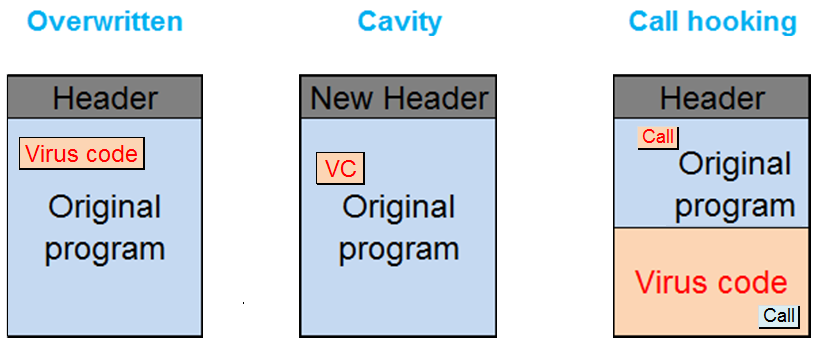 Overwritten
Header
Virus code
Original
program
Cavity
New Header
VC
Original
program
Call hooking
Header
Call
Original
program
Virus code
Call